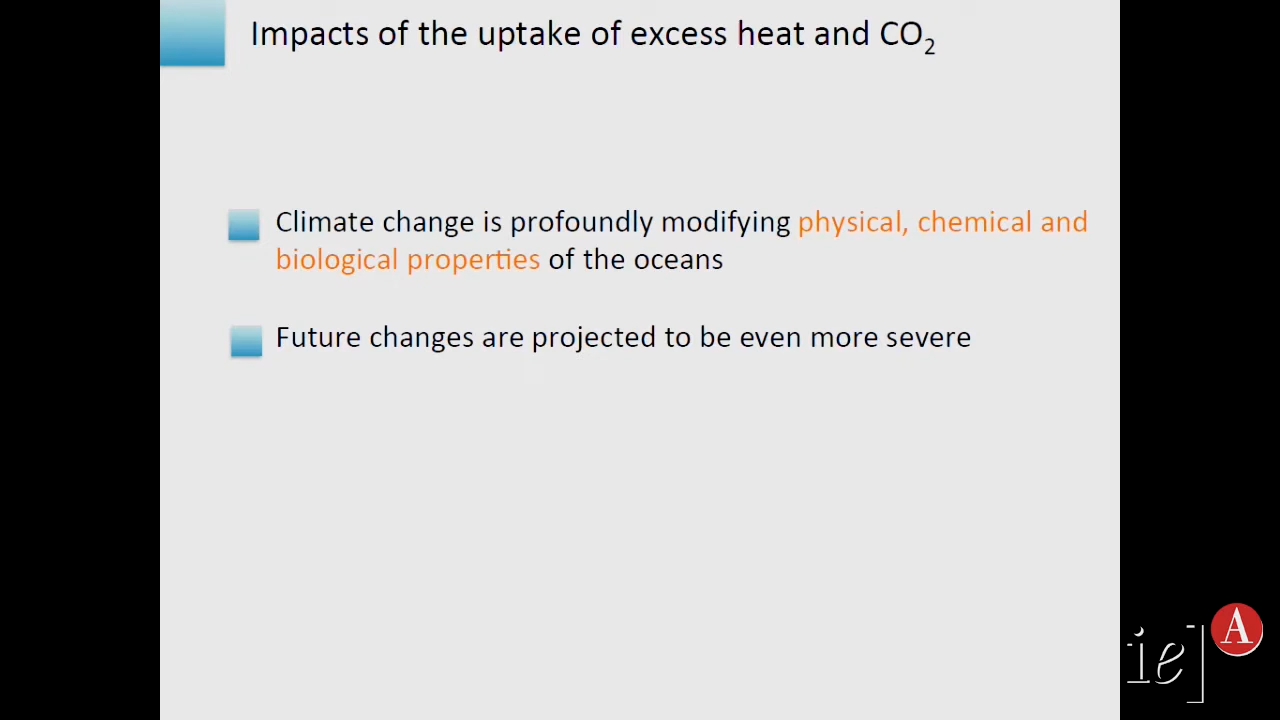 Impacts of the uptake of excess heat and CO₂
Climate change is profoundly modifying physical, chemical and
biological properties of the oceans
Future changes are projected to be even more severe
ie]
A